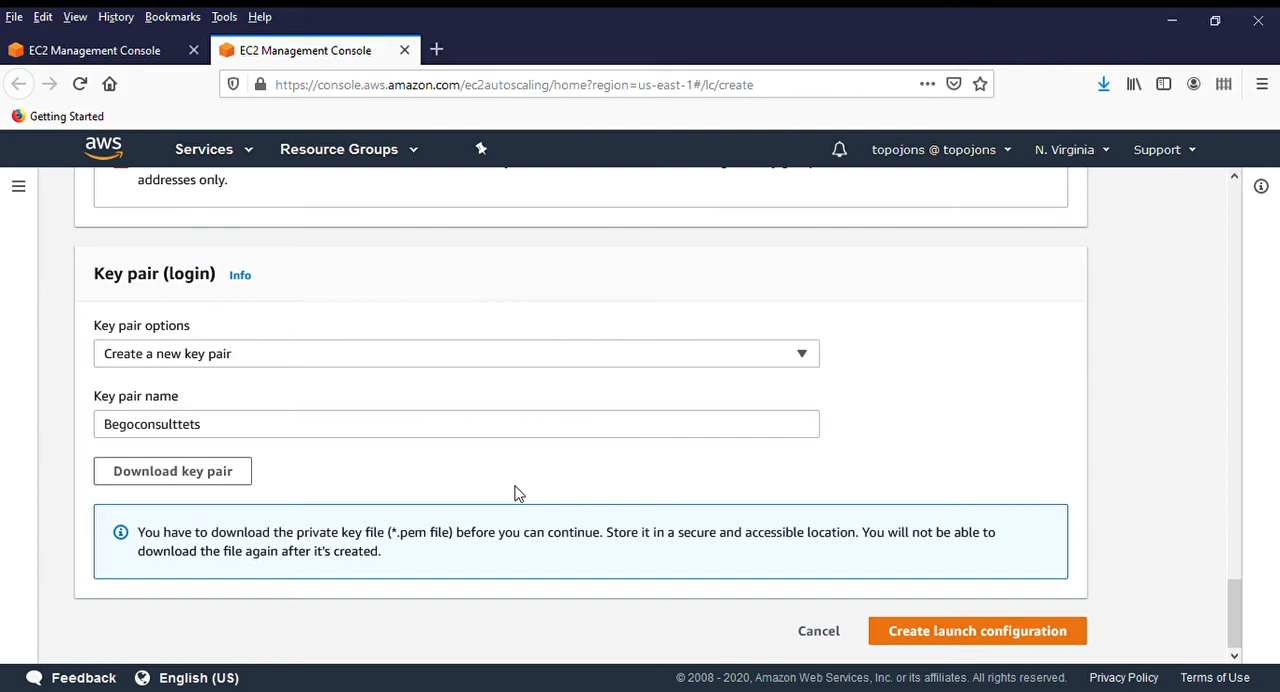 File Edit View History Bookmarks Tools Help
EC2 Management Console
EC2 Management Console
https://console.aws.amazon.com/ec2autoscaling/home?region=us-east-1#/lc/create
Getting Started
aws Services Resource Groups topojons @ topojons N. Virginia Support
addresses only.
Key pair (login) Info
Key pair options
Create a new key pair
Key pair name
Begoconsulttets
Download key pair
You have to download the private key file (*.pem file) before you can continue. Store it in a secure and accessible location. You will not be able to
download the file again after it's created.
Cancel Create launch configuration
Feedback English (US) © 2008 - 2020, Amazon Web Services, Inc. or its affiliates. All rights reserved. Privacy Policy Terms of Use